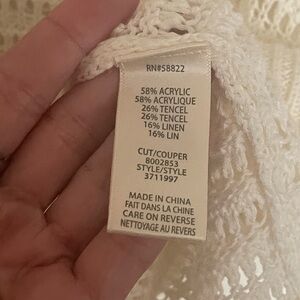 RN#58822
58% ACRYLIC
58% ACRYLIQUE
26% TENCEL
26% TENCEL
16% LINEN
16% LIN
CUT/COUPER
8002853
STYLE/STYLE
3711997
MADE IN CHINA
FAIT DANS LA CHINE
CARE ON REVERSE
NETTOYAGE AU REVERS